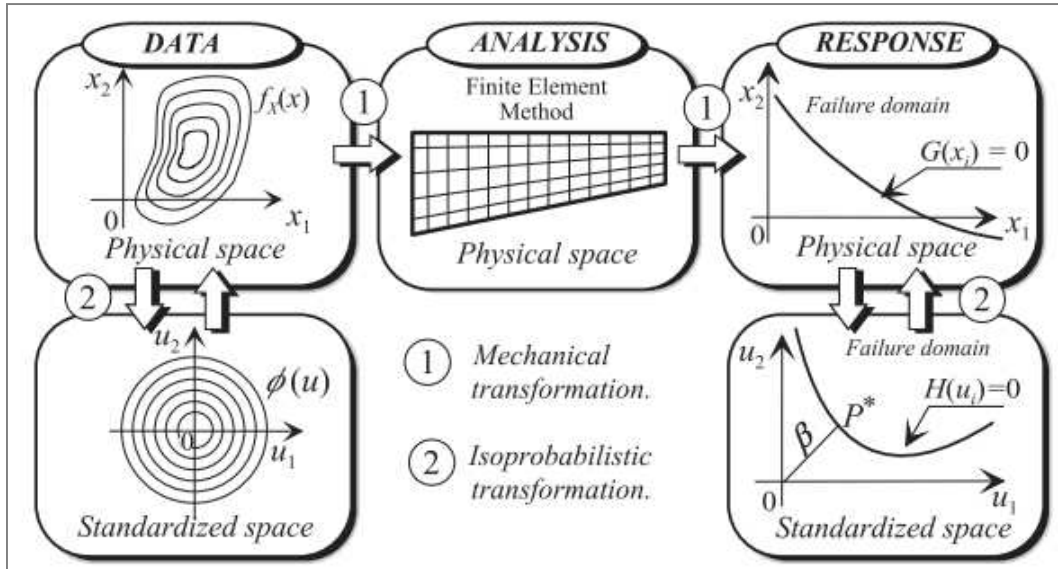 DATA
x2
fX(x)
0
x1
Physical space
1
ANALYSIS
Finite Element
Method
Physical space
1
RESPONSE
x2
Failure domain
G(xi) = 0
0
x1
Physical space
2
2
u2
ϕ(u)
0
u1
Standardized space
1 Mechanical
transformation.
2 Isoprobabilistic
transformation.
Failure domain
u2
H(ui)=0
P*
β
0
u1
Standardized space